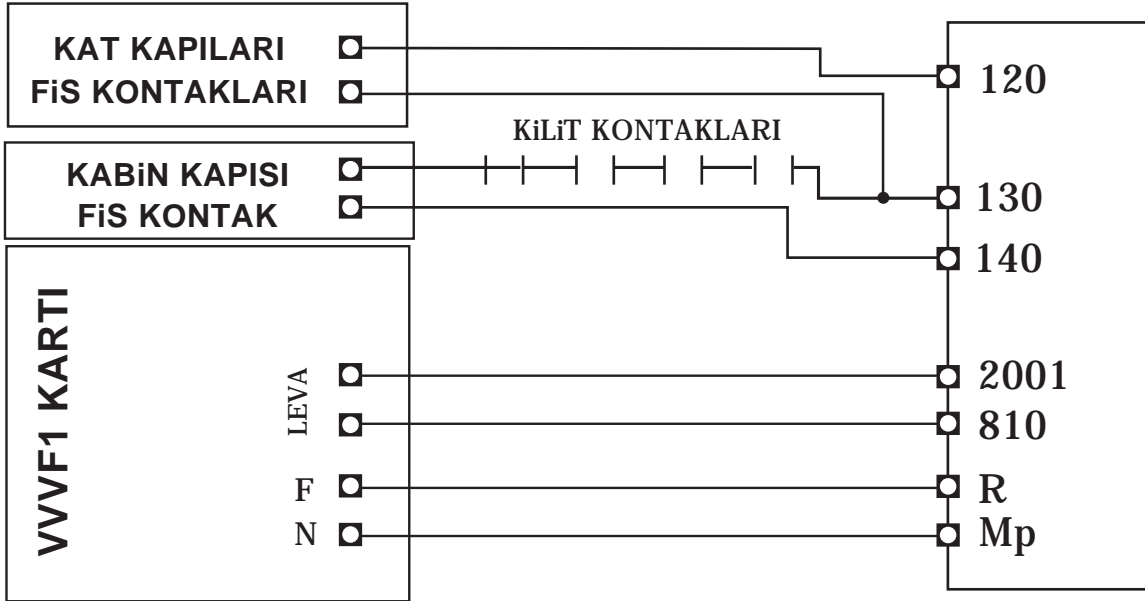 KAT KAPILARI
FiS KONTAKLARI
120
KiLiT KONTAKLARI
KABiN KAPISI
FiS KONTAK
130
140
VVVF1 KARTI
LEVA
2001
810
F
R
N
Mp